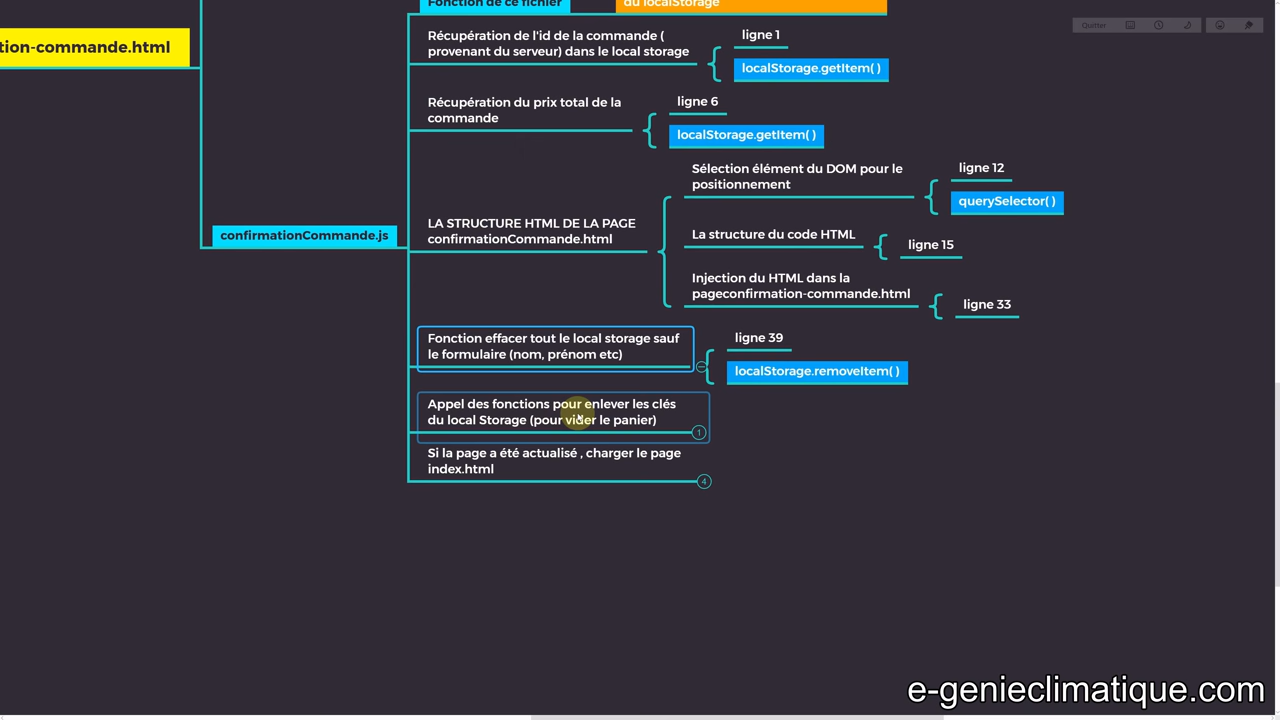 Fonction de ce fichier
du localStorage
Quitter
tion-commande.html
Récupération de l'id de la commande (
provenant du serveur) dans le local storage
ligne 1
localStorage.getItem( )
Récupération du prix total de la
commande
ligne 6
localStorage.getItem( )
Sélection élément du DOM pour le
positionnement
ligne 12
querySelector( )
LA STRUCTURE HTML DE LA PAGE
confirmationCommande.html
La structure du code HTML
ligne 15
confirmationCommande.js
Injection du HTML dans la
pageconfirmation-commande.html
ligne 33
Fonction effacer tout le local storage sauf
le formulaire (nom, prénom etc)
ligne 39
localStorage.removeItem( )
Appel des fonctions pour enlever les clés
du local Storage (pour vider le panier)
1
Si la page a été actualisé , charger le page
index.html
4
e-genieclimatique.com